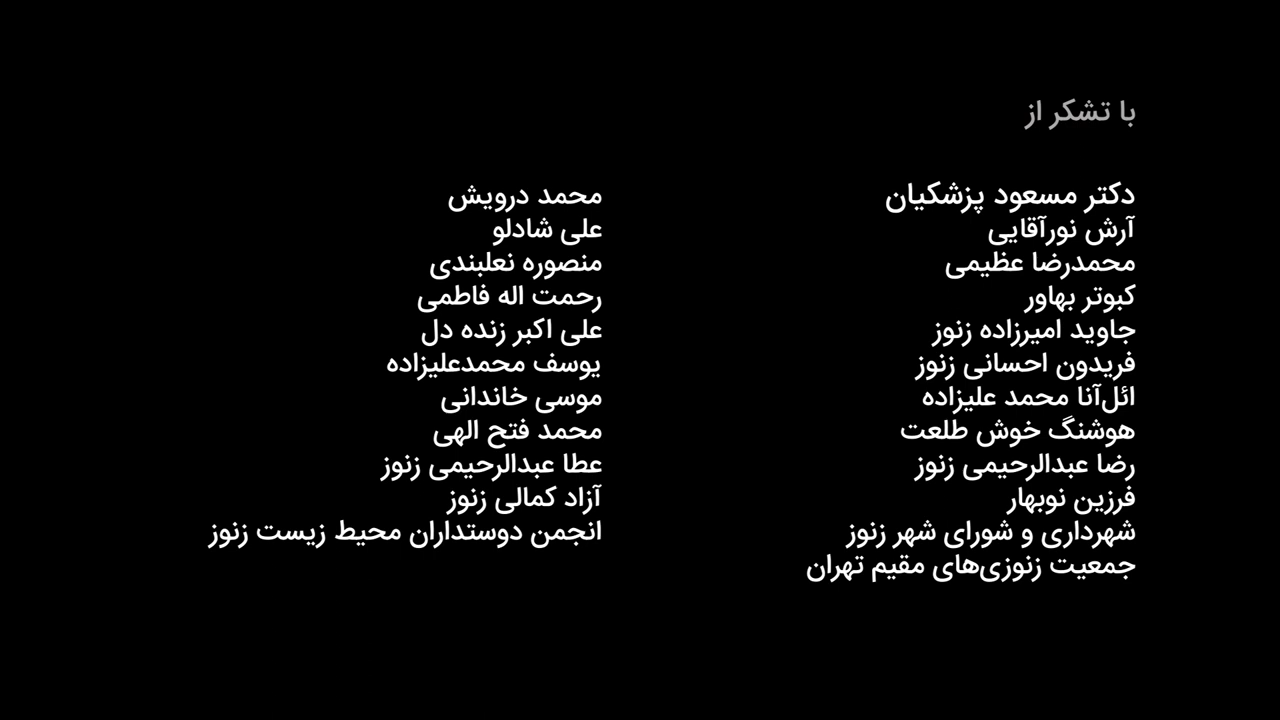 با تشکر از
دکتر مسعود پزشکیان
آرش نورآقایی
محمدرضا عظیمی
کبوتر بهاور
جاوید امیرزاده زنوز
فریدون احسانی زنوز
ائل‌آنا محمد علیزاده
هوشنگ خوش طلعت
رضا عبدالرحیمی زنوز
فرزین نوبهار
شهرداری و شورای شهر زنوز
جمعیت زنوزی‌های مقیم تهران
محمد درویش
علی شادلو
منصوره نعلبندی
رحمت اله فاطمی
علی اکبر زنده دل
یوسف محمدعلیزاده
موسی خاندانی
محمد فتح الهی
عطا عبدالرحیمی زنوز
آزاد کمالی زنوز
انجمن دوستداران محیط زیست زنوز